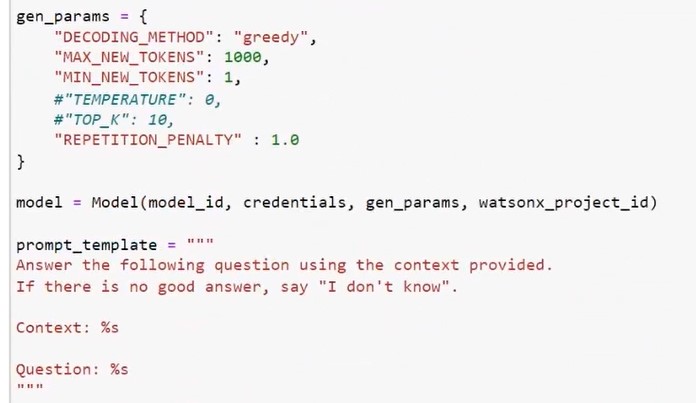 gen_params = {
    "DECODING_METHOD": "greedy",
    "MAX_NEW_TOKENS": 1000,
    "MIN_NEW_TOKENS": 1,
    #"TEMPERATURE": 0,
    #"TOP_K": 10,
    "REPETITION_PENALTY" : 1.0
}
model = Model(model_id, credentials, gen_params, watsonx_project_id)
prompt_template = """
Answer the following question using the context provided.
If there is no good answer, say "I don't know".
Context: %s
Question: %s
"""